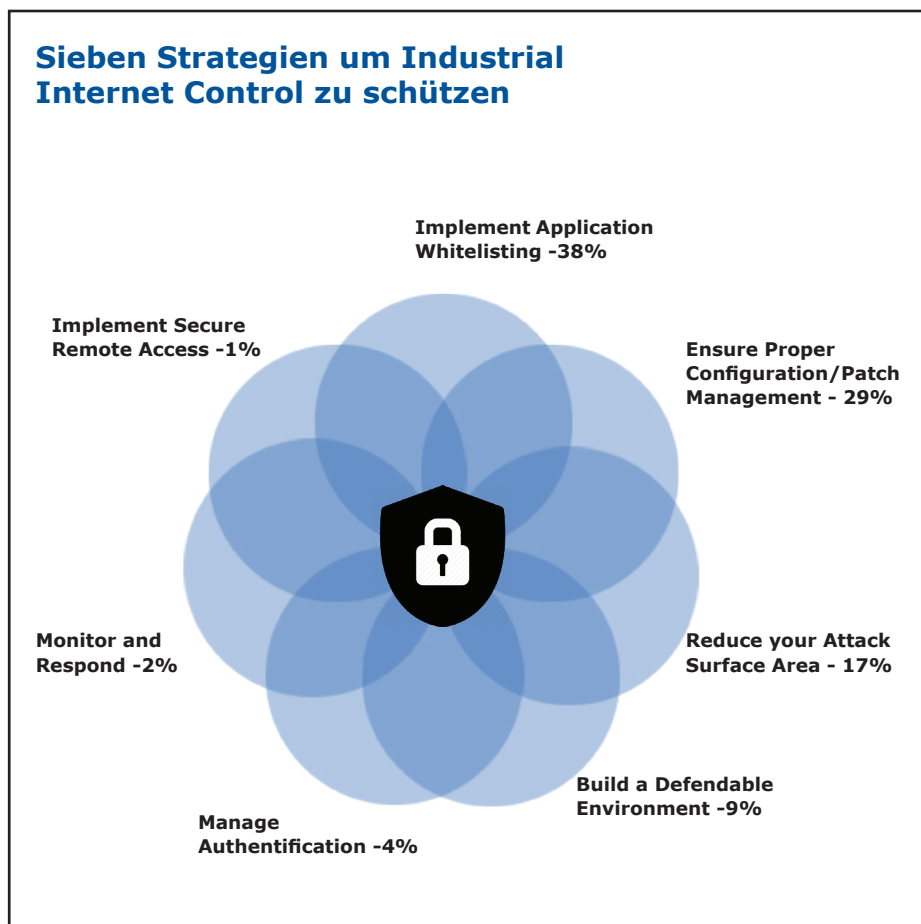 Sieben Strategien um Industrial
Internet Control zu schützen
Implement Application
Whitelisting -38%
Implement Secure
Remote Access -1%
Ensure Proper
Configuration/Patch
Management - 29%
Monitor and
Respond -2%
Reduce your Attack
Surface Area - 17%
Build a Defendable
Environment -9%
Manage
Authentification -4%